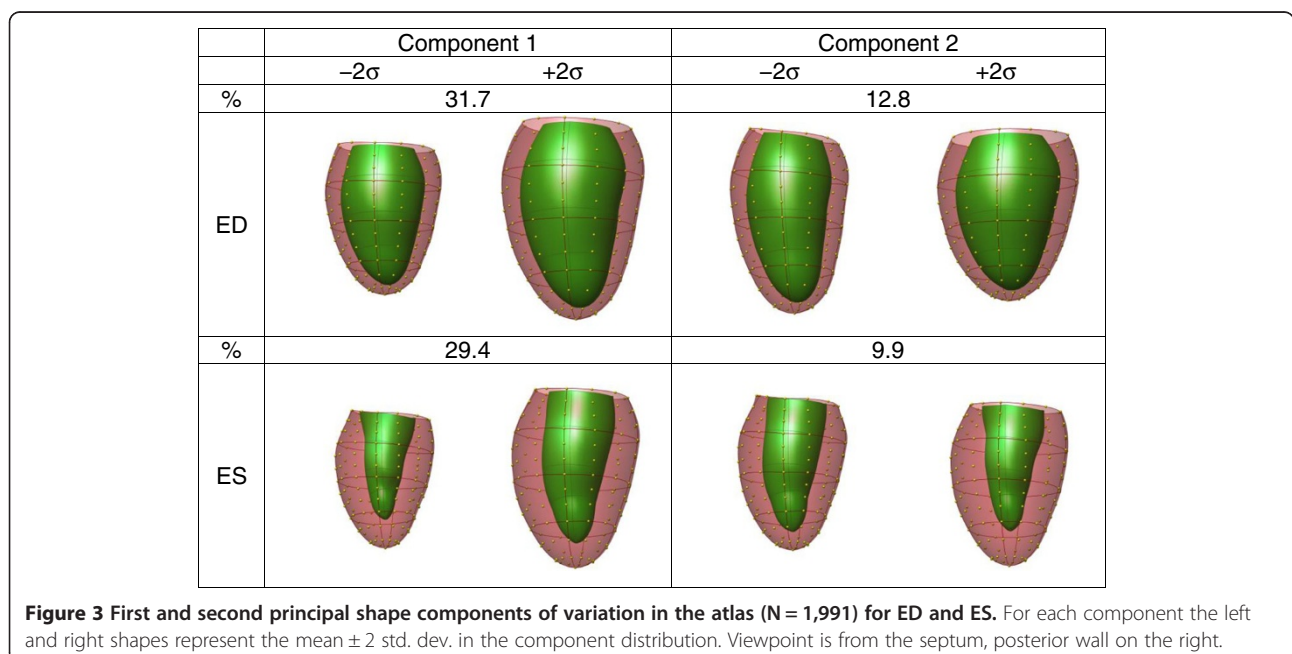 Component 1 Component 2
−2σ +2σ −2σ +2σ
% 31.7 12.8
ED
% 29.4 9.9
ES
Figure 3 First and second principal shape components of variation in the atlas (N = 1,991) for ED and ES. For each component the left
and right shapes represent the mean ± 2 std. dev. in the component distribution. Viewpoint is from the septum, posterior wall on the right.